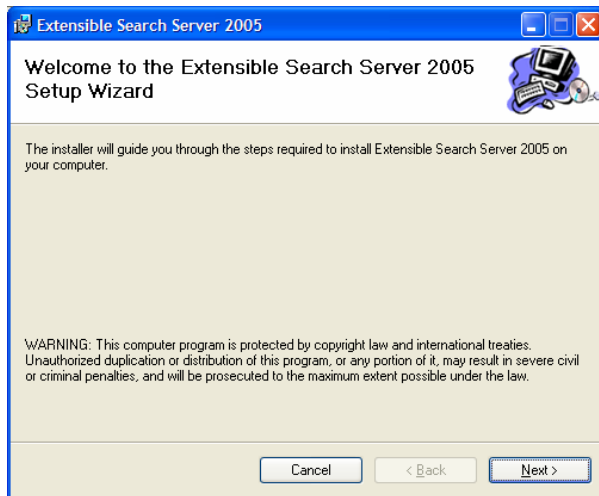 Extensible Search Server 2005
Welcome to the Extensible Search Server 2005
Setup Wizard
The installer will guide you through the steps required to install Extensible Search Server 2005 on
your computer.
WARNING: This computer program is protected by copyright law and international treaties.
Unauthorized duplication or distribution of this program, or any portion of it, may result in severe civil
or criminal penalties, and will be prosecuted to the maximum extent possible under the law.
Cancel
< Back
Next >